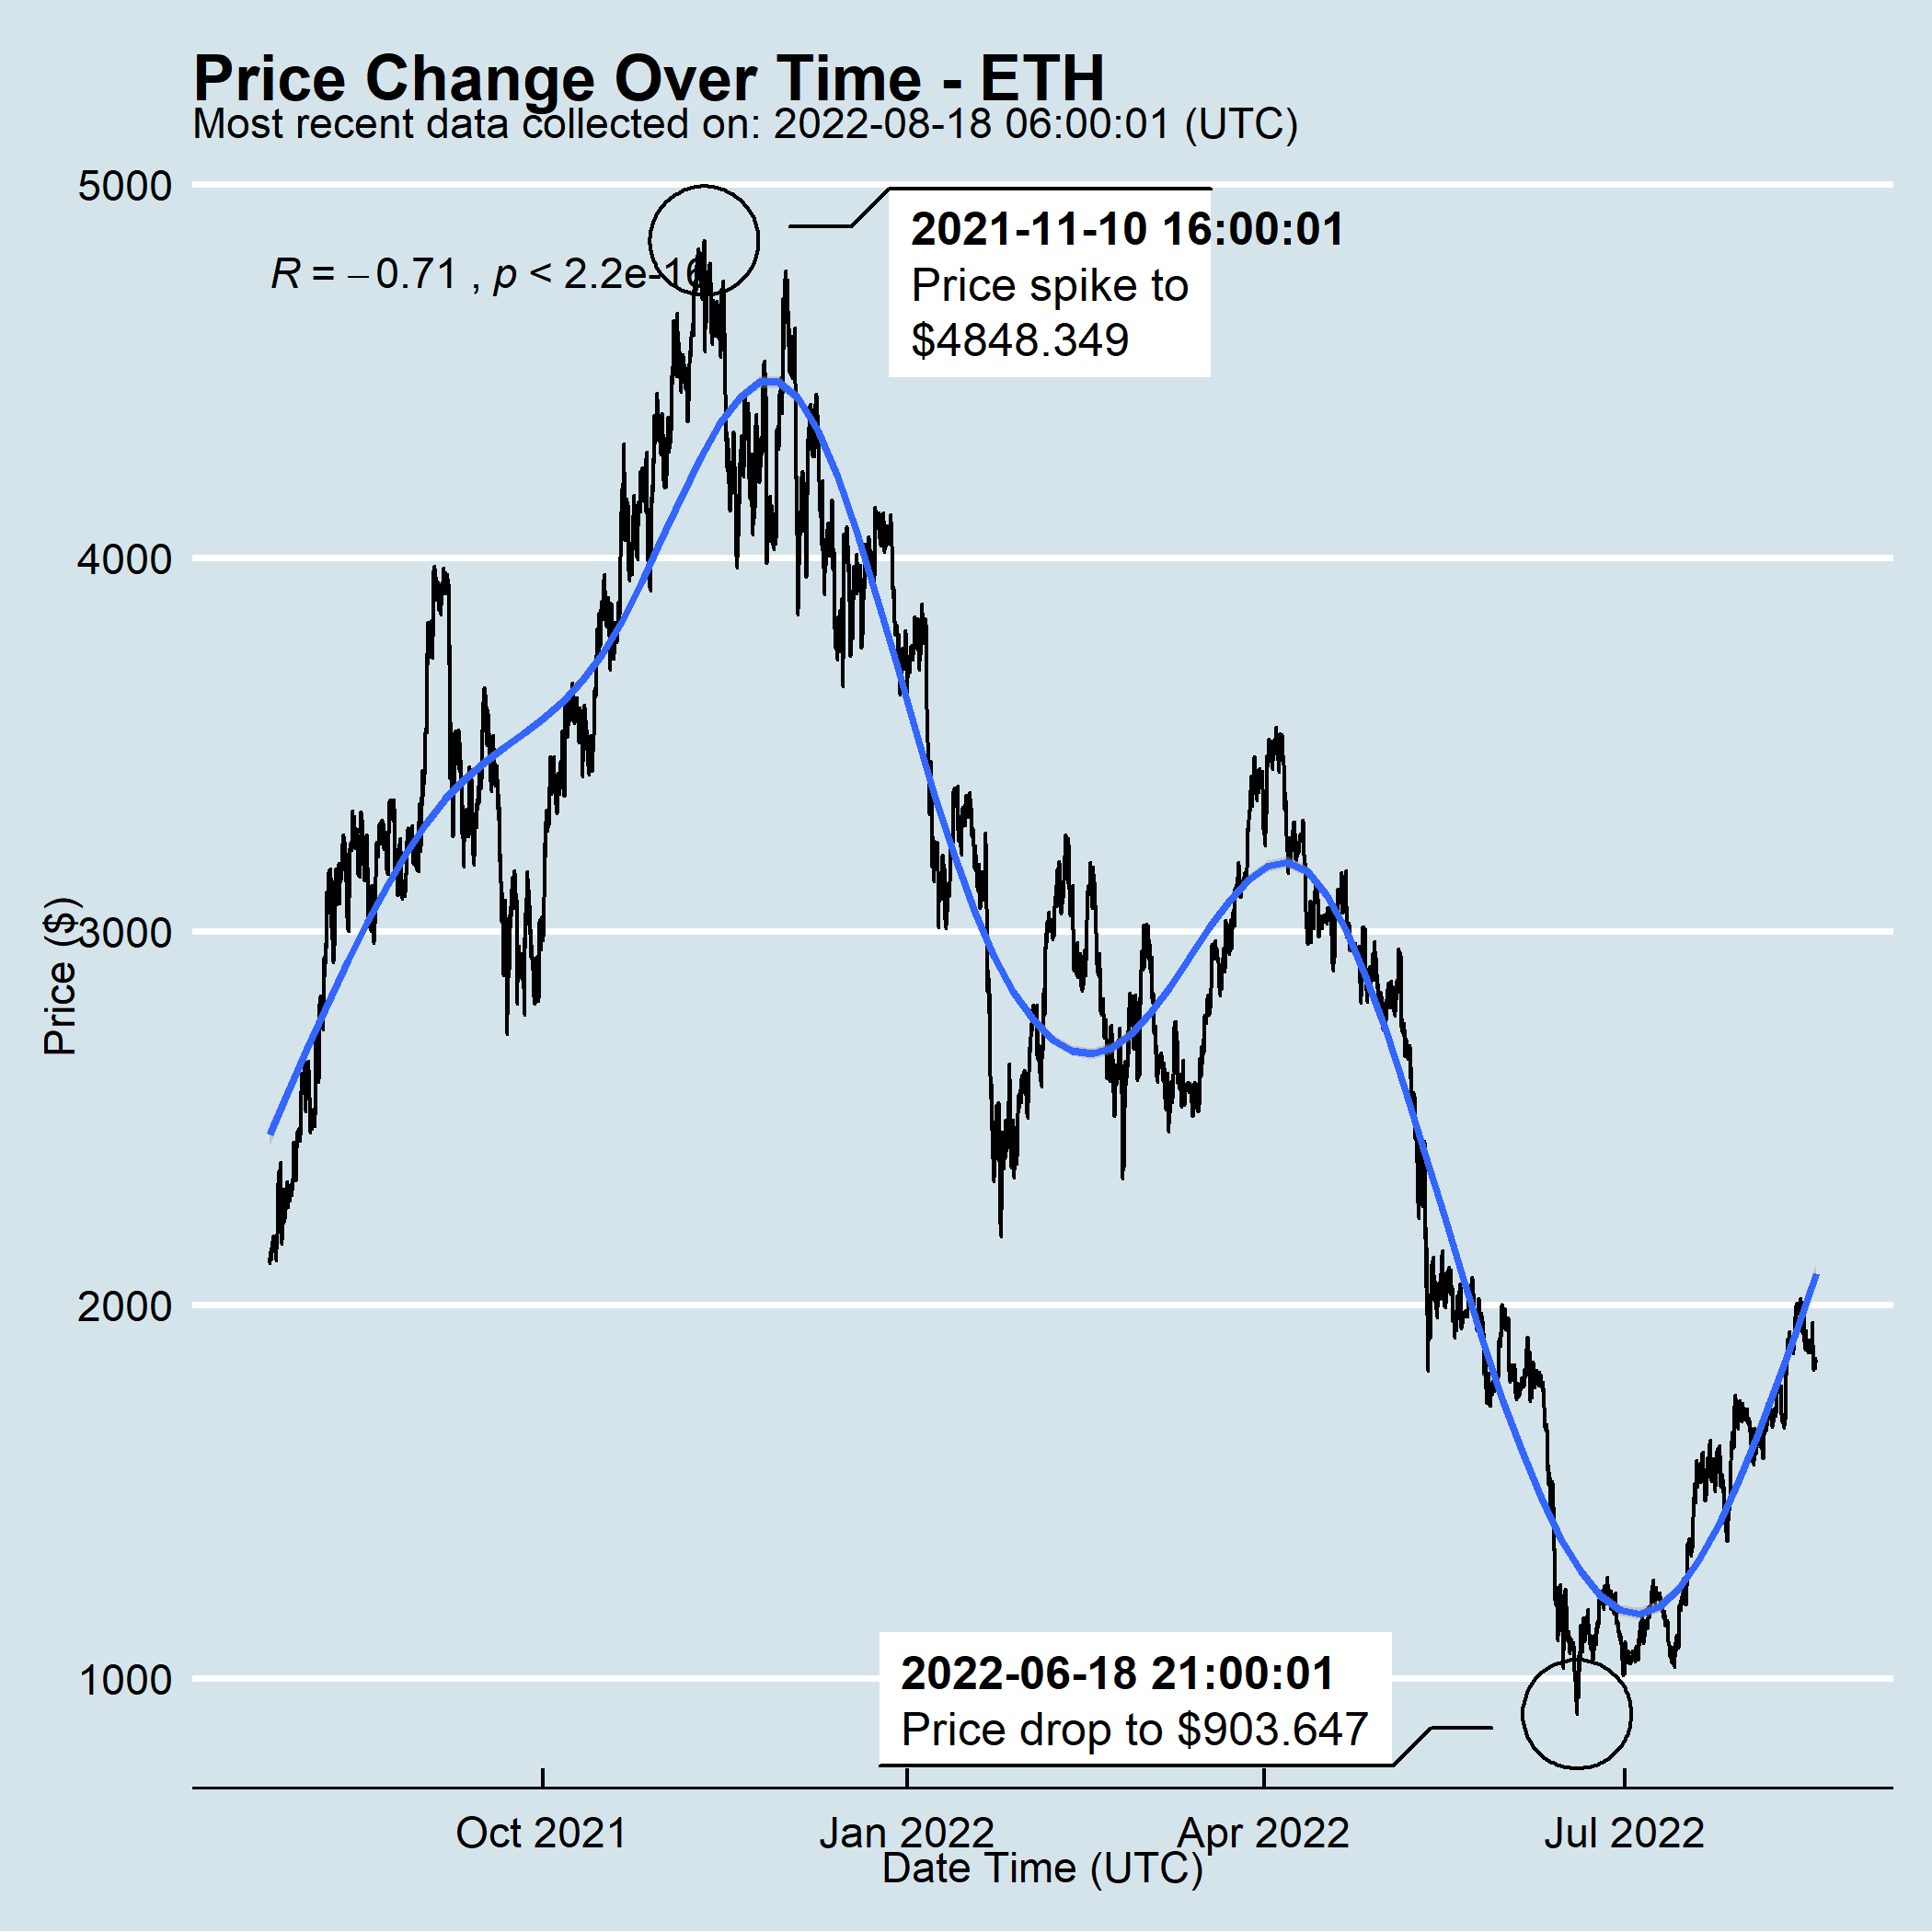 Price Change Over Time - ETH
Most recent data collected on: 2022-08-18 06:00:01 (UTC)
5000
2021-11-10 16:00:01
Price spike to
$4848.349
R = −0.71 , p < 2.2e-16
4000
Price ($)
3000
2000
1000
2022-06-18 21:00:01
Price drop to $903.647
Oct 2021
Jan 2022
Apr 2022
Jul 2022
Date Time (UTC)